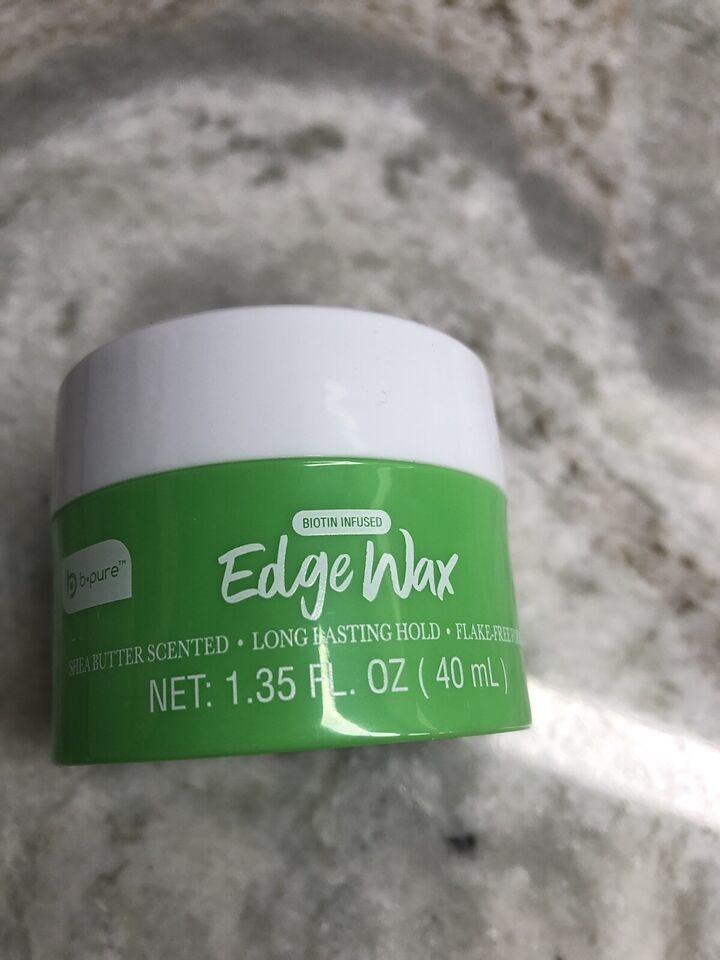 BIOTIN INFUSED
Edge Wax
b•pure™
SHEA BUTTER SCENTED • LONG LASTING HOLD • FLAKE-FREE
NET: 1.35 FL. OZ ( 40 mL )